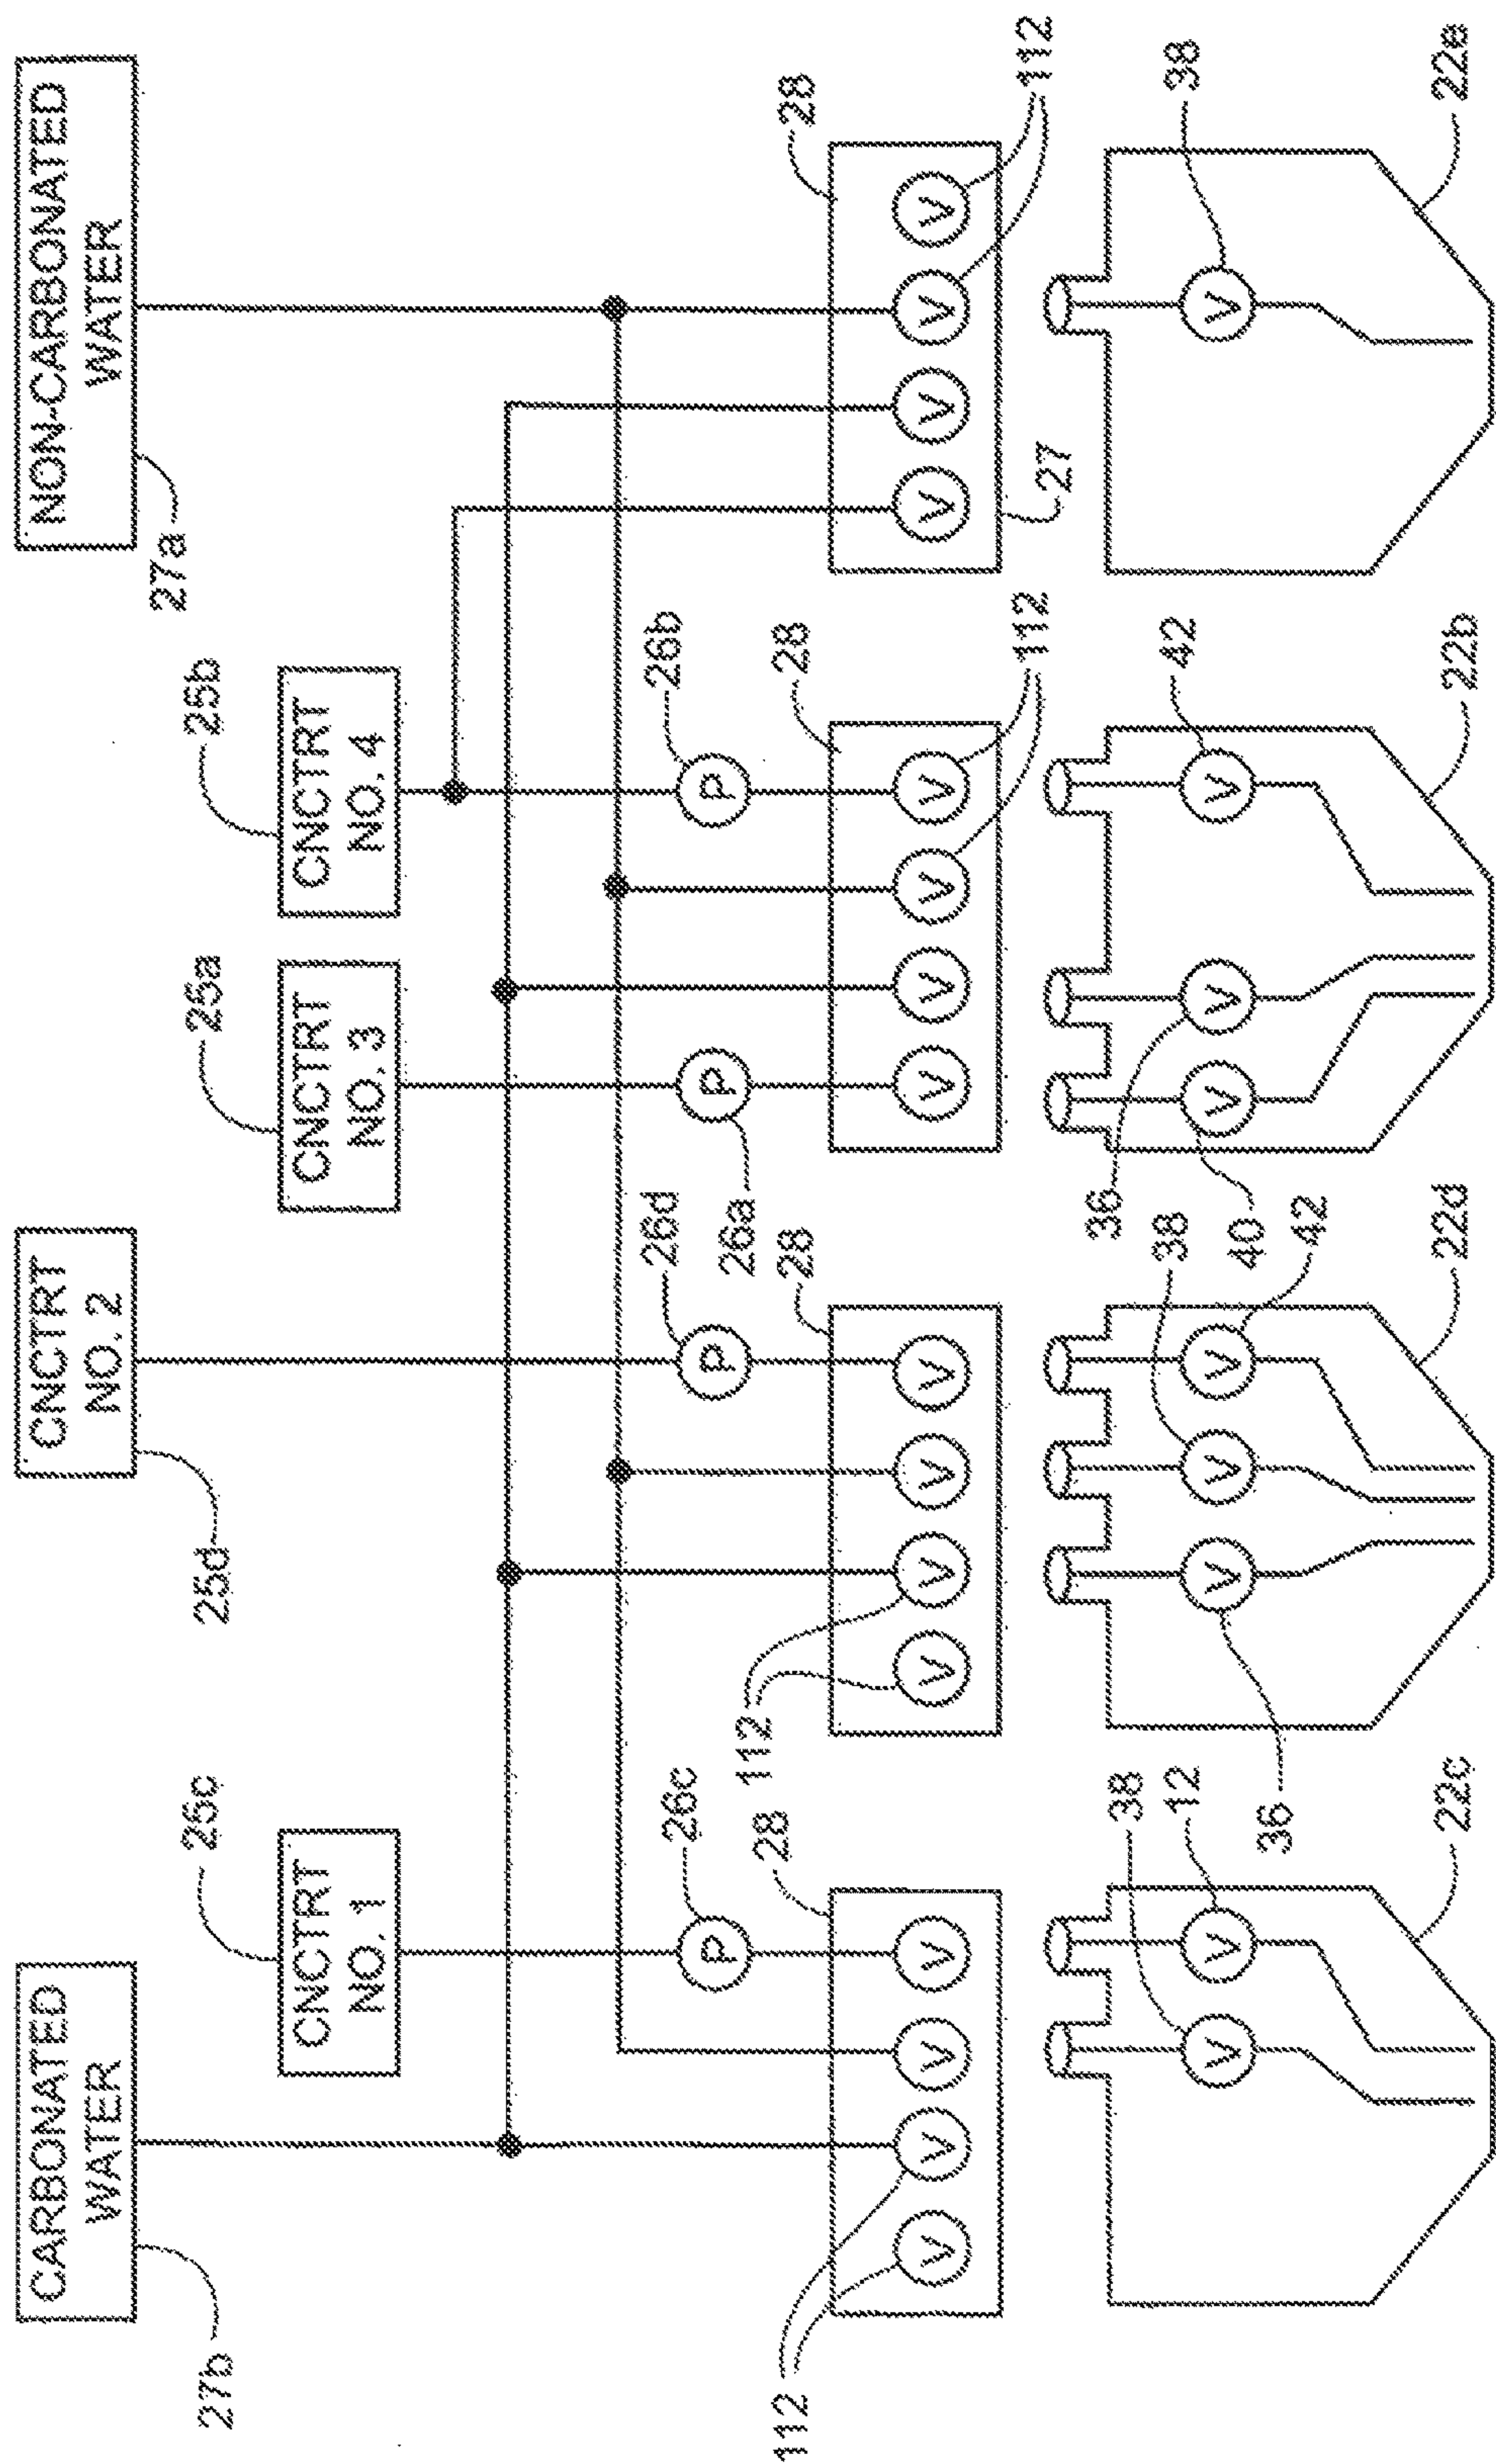 CARBONATED
WATER
27b
CNCTRT
NO. 1
25c
CNCTRT
NO. 2
25d
CNCTRT
NO. 3
25a
CNCTRT
NO. 4
25b
NON-CARBONATED
WATER
27a
26c
P
26d
P
26a
P
26b
P
28
28
28
28
112
V
V
V
V
112
V
V
V
V
V
V
V
V
112
V
V
V
V
112
27
38
12
V
V
22c
36
38
42
V
V
V
22d
40
36
42
V
V
V
22b
38
V
22e